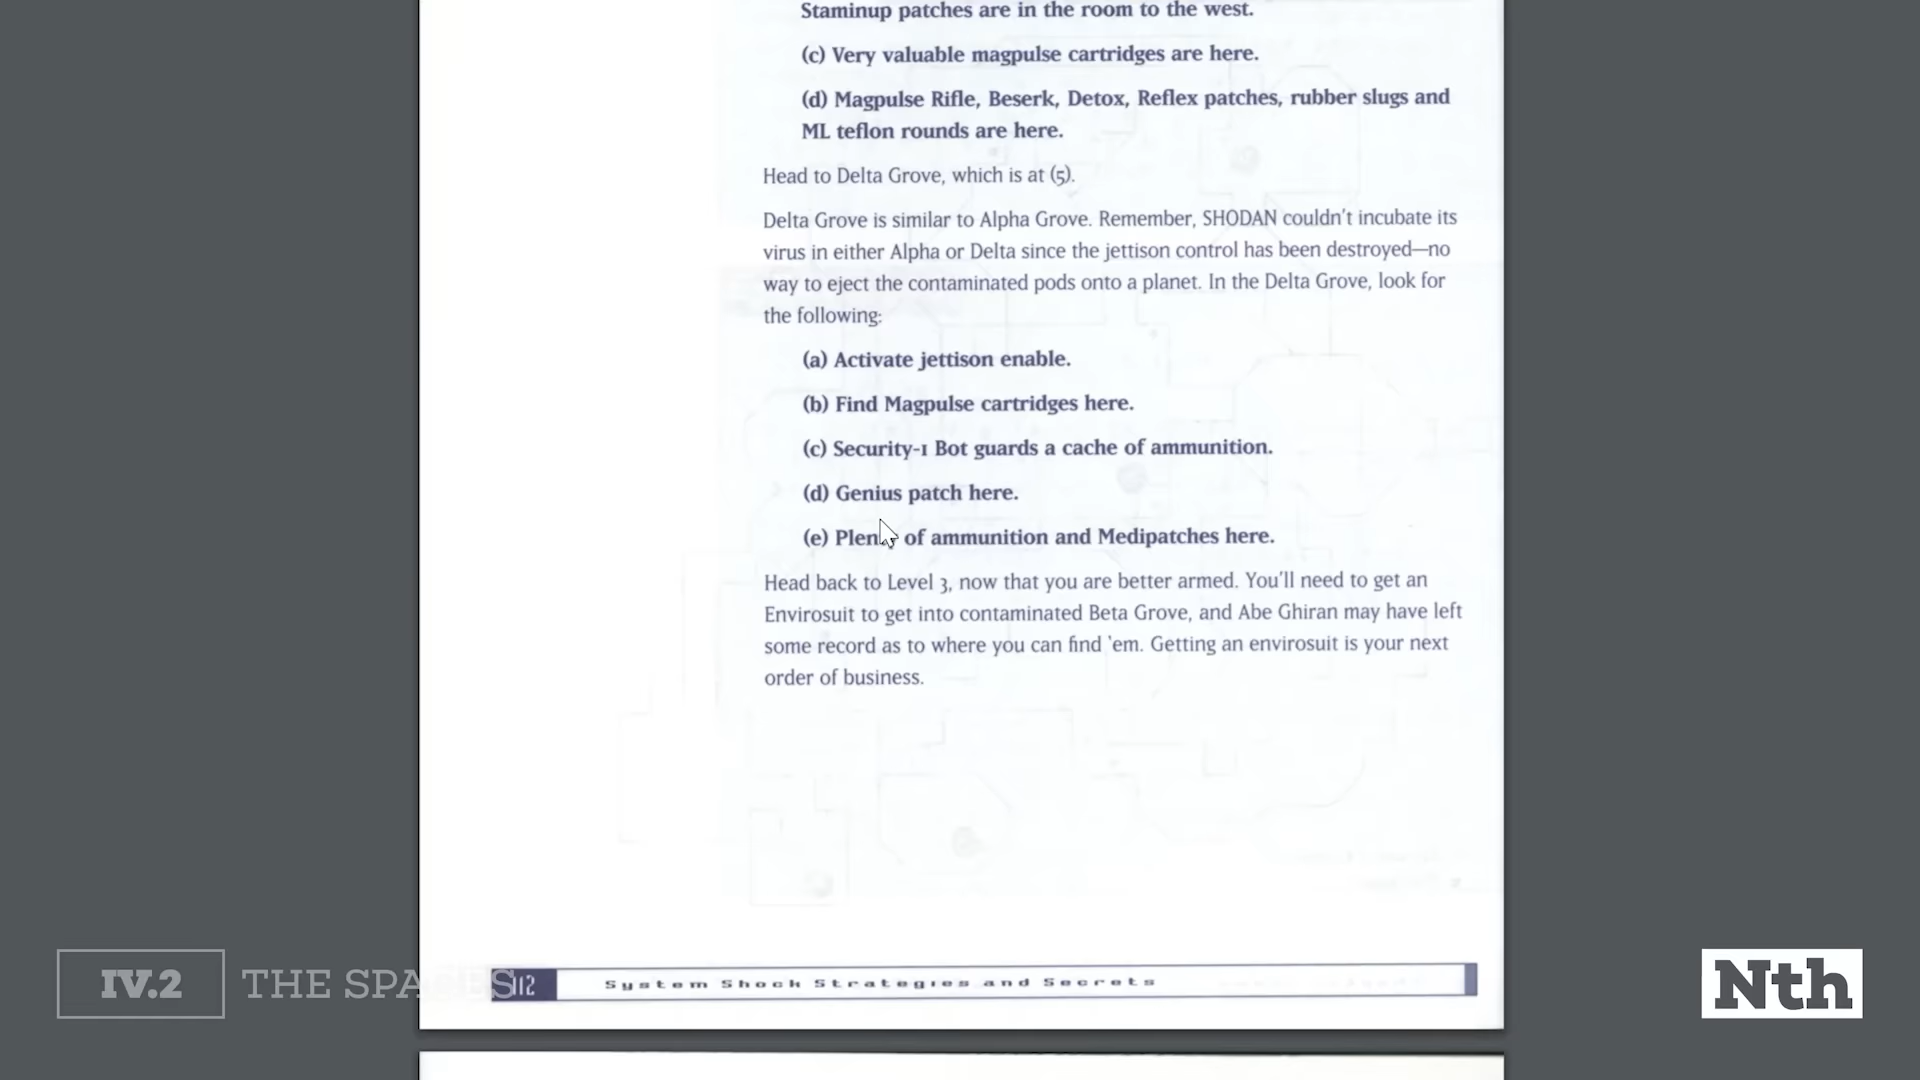 Staminup patches are in the room to the west.
(c) Very valuable magpulse cartridges are here.
(d) Magpulse Rifle, Beserk, Detox, Reflex patches, rubber slugs and
ML teflon rounds are here.
Head to Delta Grove, which is at (5).
Delta Grove is similar to Alpha Grove. Remember, SHODAN couldn't incubate its
virus in either Alpha or Delta since the jettison control has been destroyed—no
way to eject the contaminated pods onto a planet. In the Delta Grove, look for
the following:
(a) Activate jettison enable.
(b) Find Magpulse cartridges here.
(c) Security-1 Bot guards a cache of ammunition.
(d) Genius patch here.
(e) Plenty of ammunition and Medipatches here.
Head back to Level 3, now that you are better armed. You'll need to get an
Envirosuit to get into contaminated Beta Grove, and Abe Ghiran may have left
some record as to where you can find 'em. Getting an envirosuit is your next
order of business.
IV.2 THE SPACES
112 System Shock Strategies and Secrets
Nth